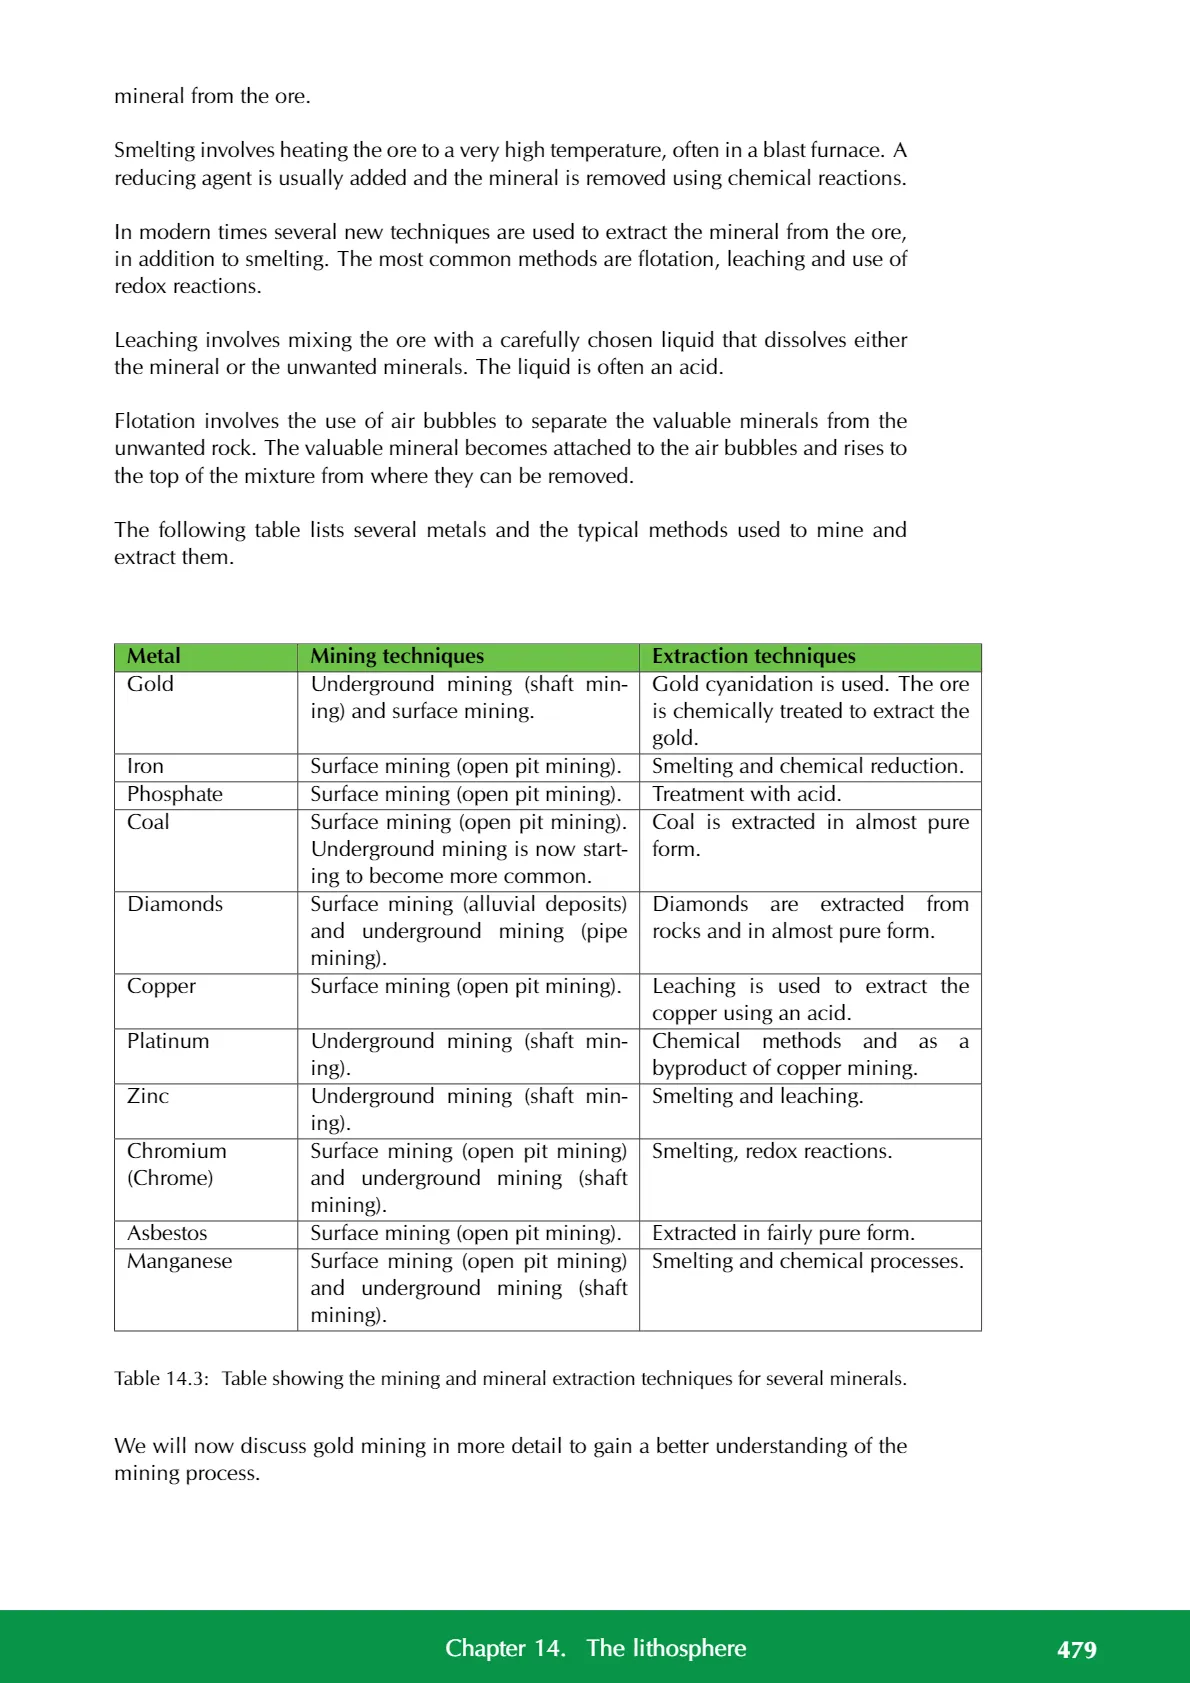 mineral from the ore.
Smelting involves heating the ore to a very high temperature, often in a blast furnace. A
reducing agent is usually added and the mineral is removed using chemical reactions.
In modern times several new techniques are used to extract the mineral from the ore,
in addition to smelting. The most common methods are flotation, leaching and use of
redox reactions.
Leaching involves mixing the ore with a carefully chosen liquid that dissolves either
the mineral or the unwanted minerals. The liquid is often an acid.
Flotation involves the use of air bubbles to separate the valuable minerals from the
unwanted rock. The valuable mineral becomes attached to the air bubbles and rises to
the top of the mixture from where they can be removed.
The following table lists several metals and the typical methods used to mine and
extract them.
Metal Mining techniques Extraction techniques
Gold Underground mining (shaft min- Gold cyanidation is used. The ore
ing) and surface mining. is chemically treated to extract the
gold.
Iron Surface mining (open pit mining). Smelting and chemical reduction.
Phosphate Surface mining (open pit mining). Treatment with acid.
Coal Surface mining (open pit mining). Coal is extracted in almost pure
Underground mining is now start- form.
ing to become more common.
Diamonds Surface mining (alluvial deposits) Diamonds are extracted from
and underground mining (pipe rocks and in almost pure form.
mining).
Copper Surface mining (open pit mining). Leaching is used to extract the
copper using an acid.
Platinum Underground mining (shaft min- Chemical methods and as a
ing). byproduct of copper mining.
Zinc Underground mining (shaft min- Smelting and leaching.
ing).
Chromium Surface mining (open pit mining) Smelting, redox reactions.
(Chrome) and underground mining (shaft
mining).
Asbestos Surface mining (open pit mining). Extracted in fairly pure form.
Manganese Surface mining (open pit mining) Smelting and chemical processes.
and underground mining (shaft
mining).
Table 14.3: Table showing the mining and mineral extraction techniques for several minerals.
We will now discuss gold mining in more detail to gain a better understanding of the
mining process.
Chapter 14. The lithosphere 479